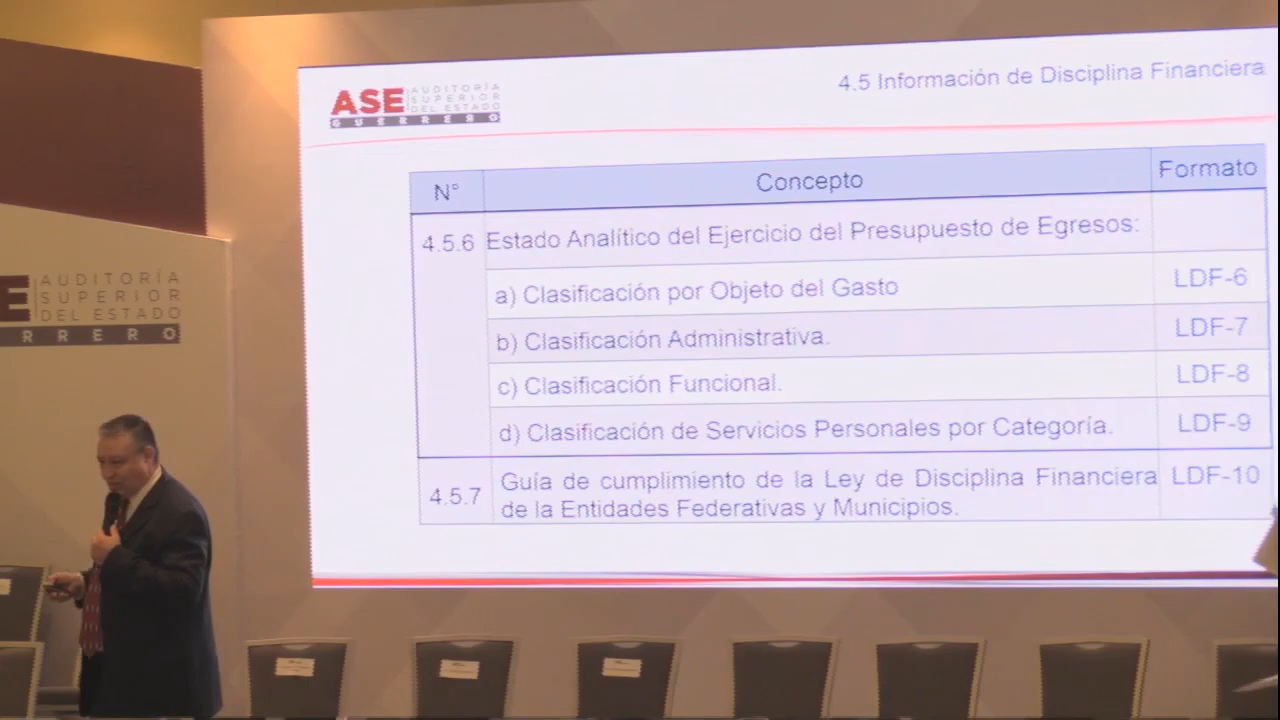 ASE AUDITORÍA
SUPERIOR
DEL ESTADO
GUERRERO
4.5 Información de Disciplina Financiera
N° Concepto Formato
4.5.6 Estado Analítico del Ejercicio del Presupuesto de Egresos:
a) Clasificación por Objeto del Gasto LDF-6
b) Clasificación Administrativa. LDF-7
c) Clasificación Funcional. LDF-8
d) Clasificación de Servicios Personales por Categoría. LDF-9
4.5.7 Guía de cumplimiento de la Ley de Disciplina Financiera LDF-10
de la Entidades Federativas y Municipios.
E AUDITORÍA
SUPERIOR
DEL ESTADO
RRERO